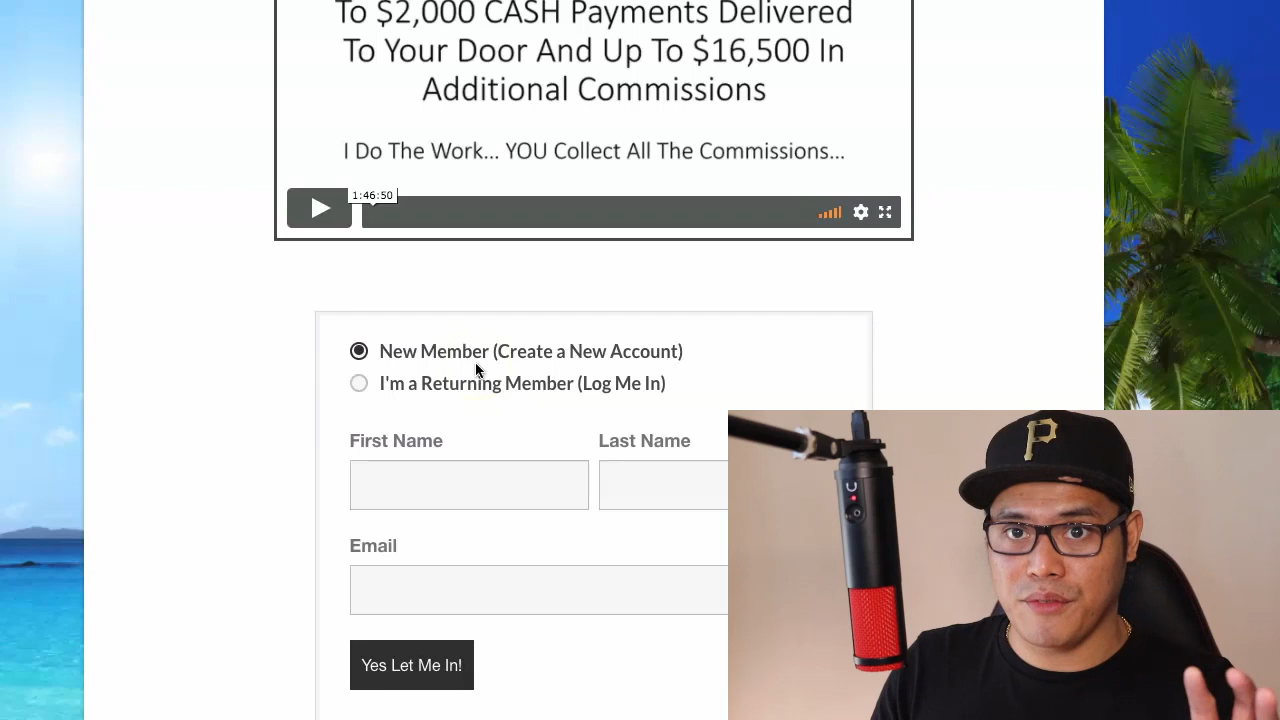 To $2,000 CASH Payments Delivered
To Your Door And Up To $16,500 In
Additional Commissions
I Do The Work... YOU Collect All The Commissions...
1:46:50
New Member (Create a New Account)
I'm a Returning Member (Log Me In)
First Name
Last Name
Email
Yes Let Me In!
P